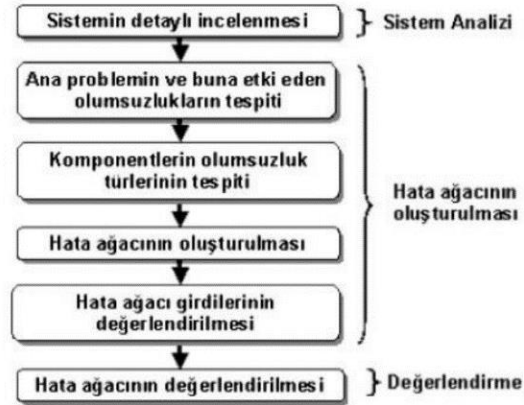 Sistemin detaylı incelenmesi
Sistem Analizi
Ana problemin ve buna etki eden
olumsuzlukların tespiti
Komponentlerin olumsuzluk
türlerinin tespiti
Hata ağacının
oluşturulması
Hata ağacının oluşturulması
Hata ağacı girdilerinin
değerlendirilmesi
Hata ağacının değerlendirilmesi
Değerlendirme